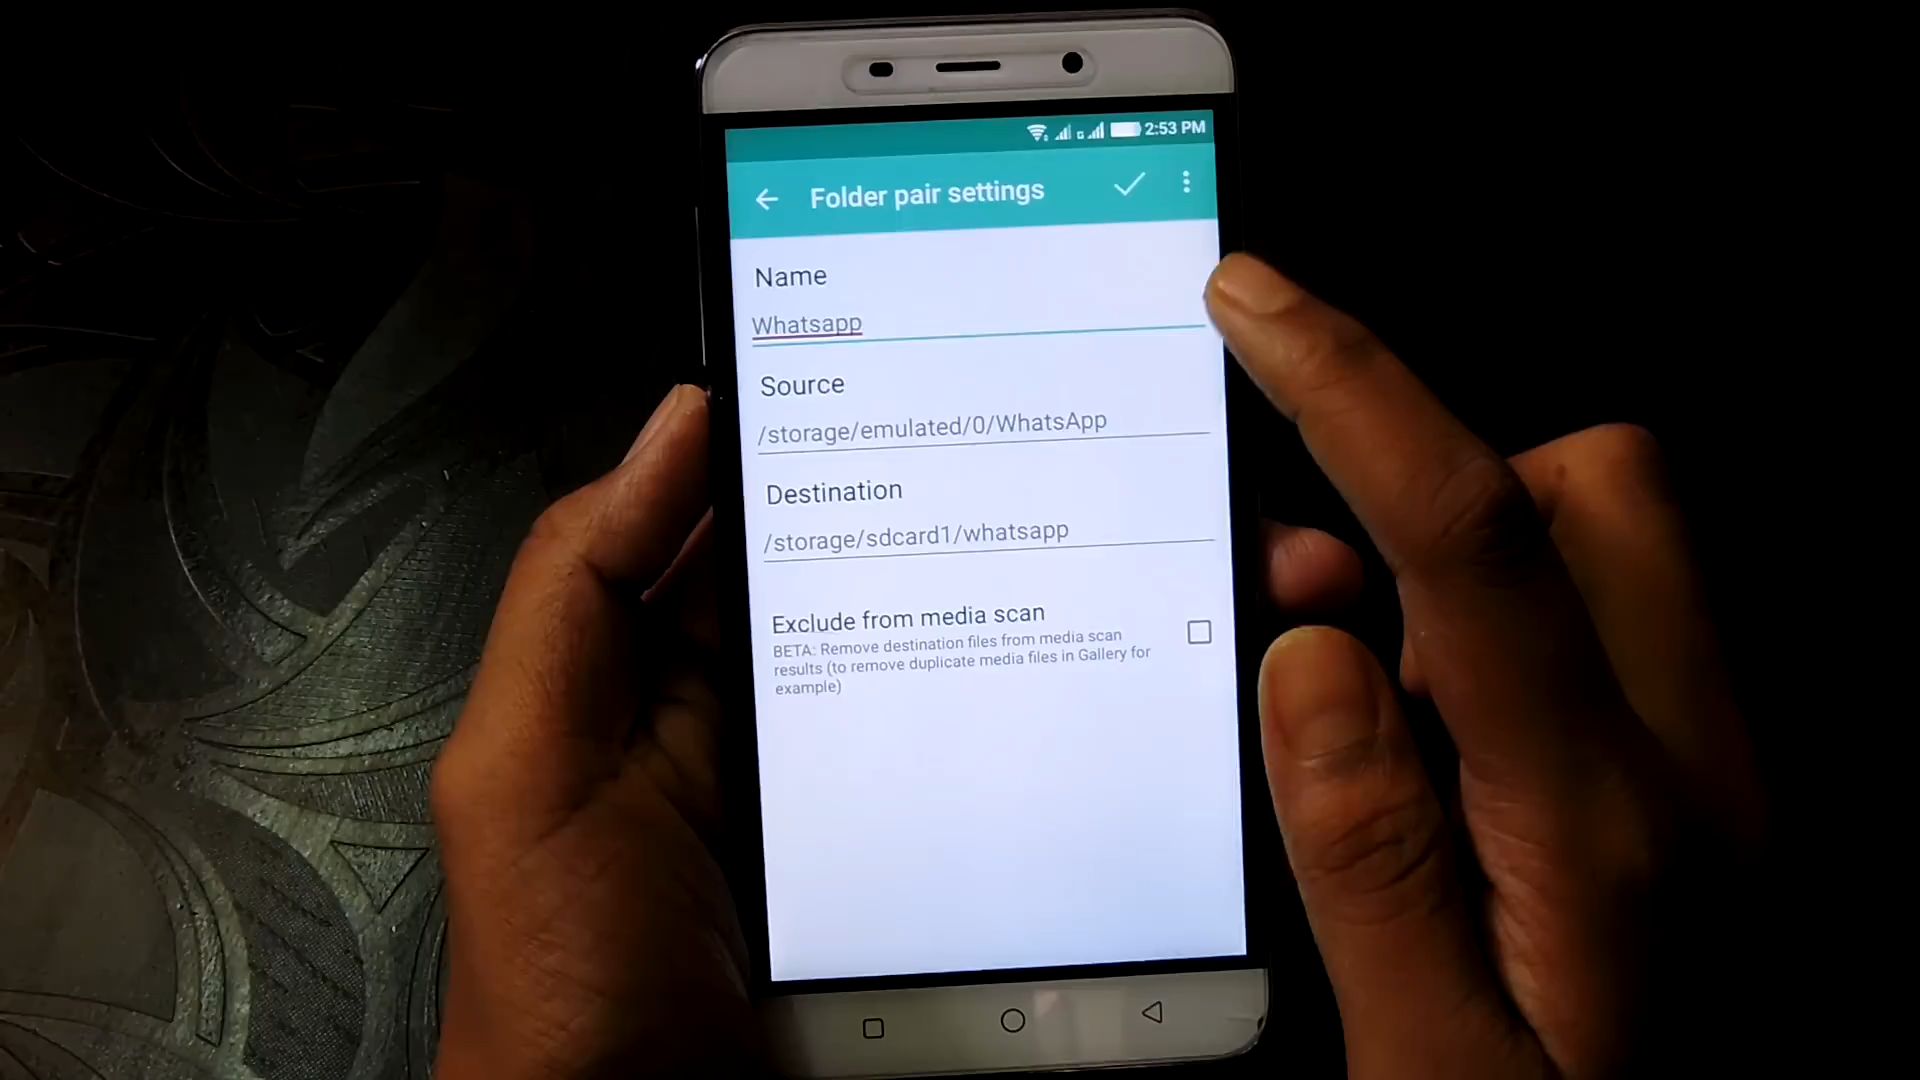 2:53 PM
Folder pair settings
Name
Whatsapp
Source
/storage/emulated/0/WhatsApp
Destination
/storage/sdcard1/whatsapp
Exclude from media scan
BETA: Remove destination files from media scan
results (to remove duplicate media files in Gallery for
example)